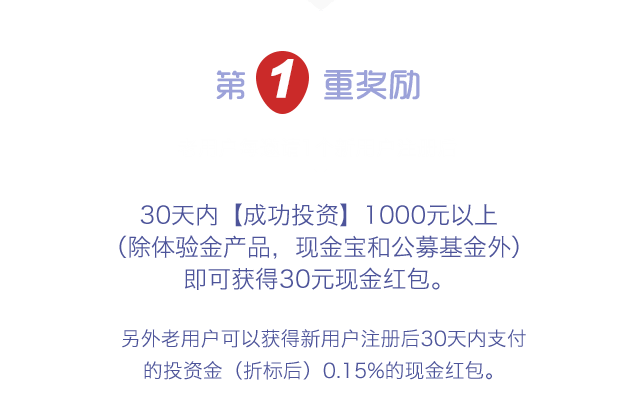 第1重奖励
30天内【成功投资】1000元以上
（除体验金产品，现金宝和公募基金外）
即可获得30元现金红包。
另外老用户可以获得新用户注册后30天内支付
的投资金（折标后）0.15%的现金红包。